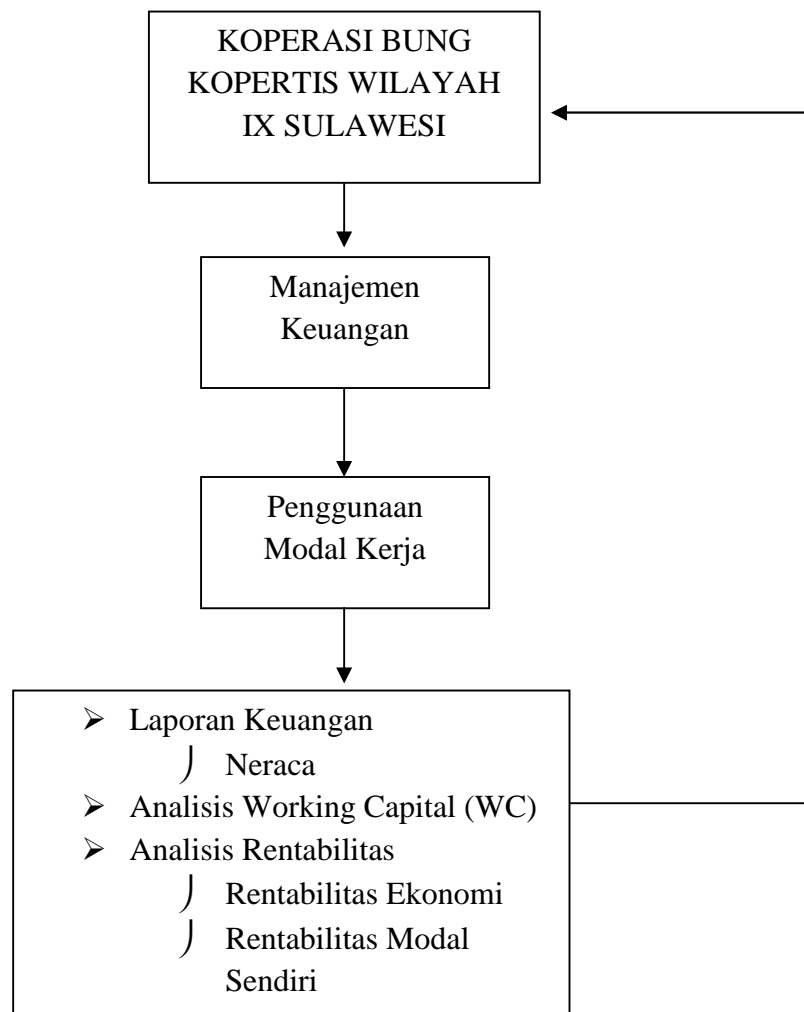 KOPERASI BUNG
KOPERTIS WILAYAH
IX SULAWESI
Manajemen
Keuangan
Penggunaan
Modal Kerja
➢ Laporan Keuangan
⎠ Neraca
➢ Analisis Working Capital (WC)
➢ Analisis Rentabilitas
⎠ Rentabilitas Ekonomi
⎠ Rentabilitas Modal
Sendiri